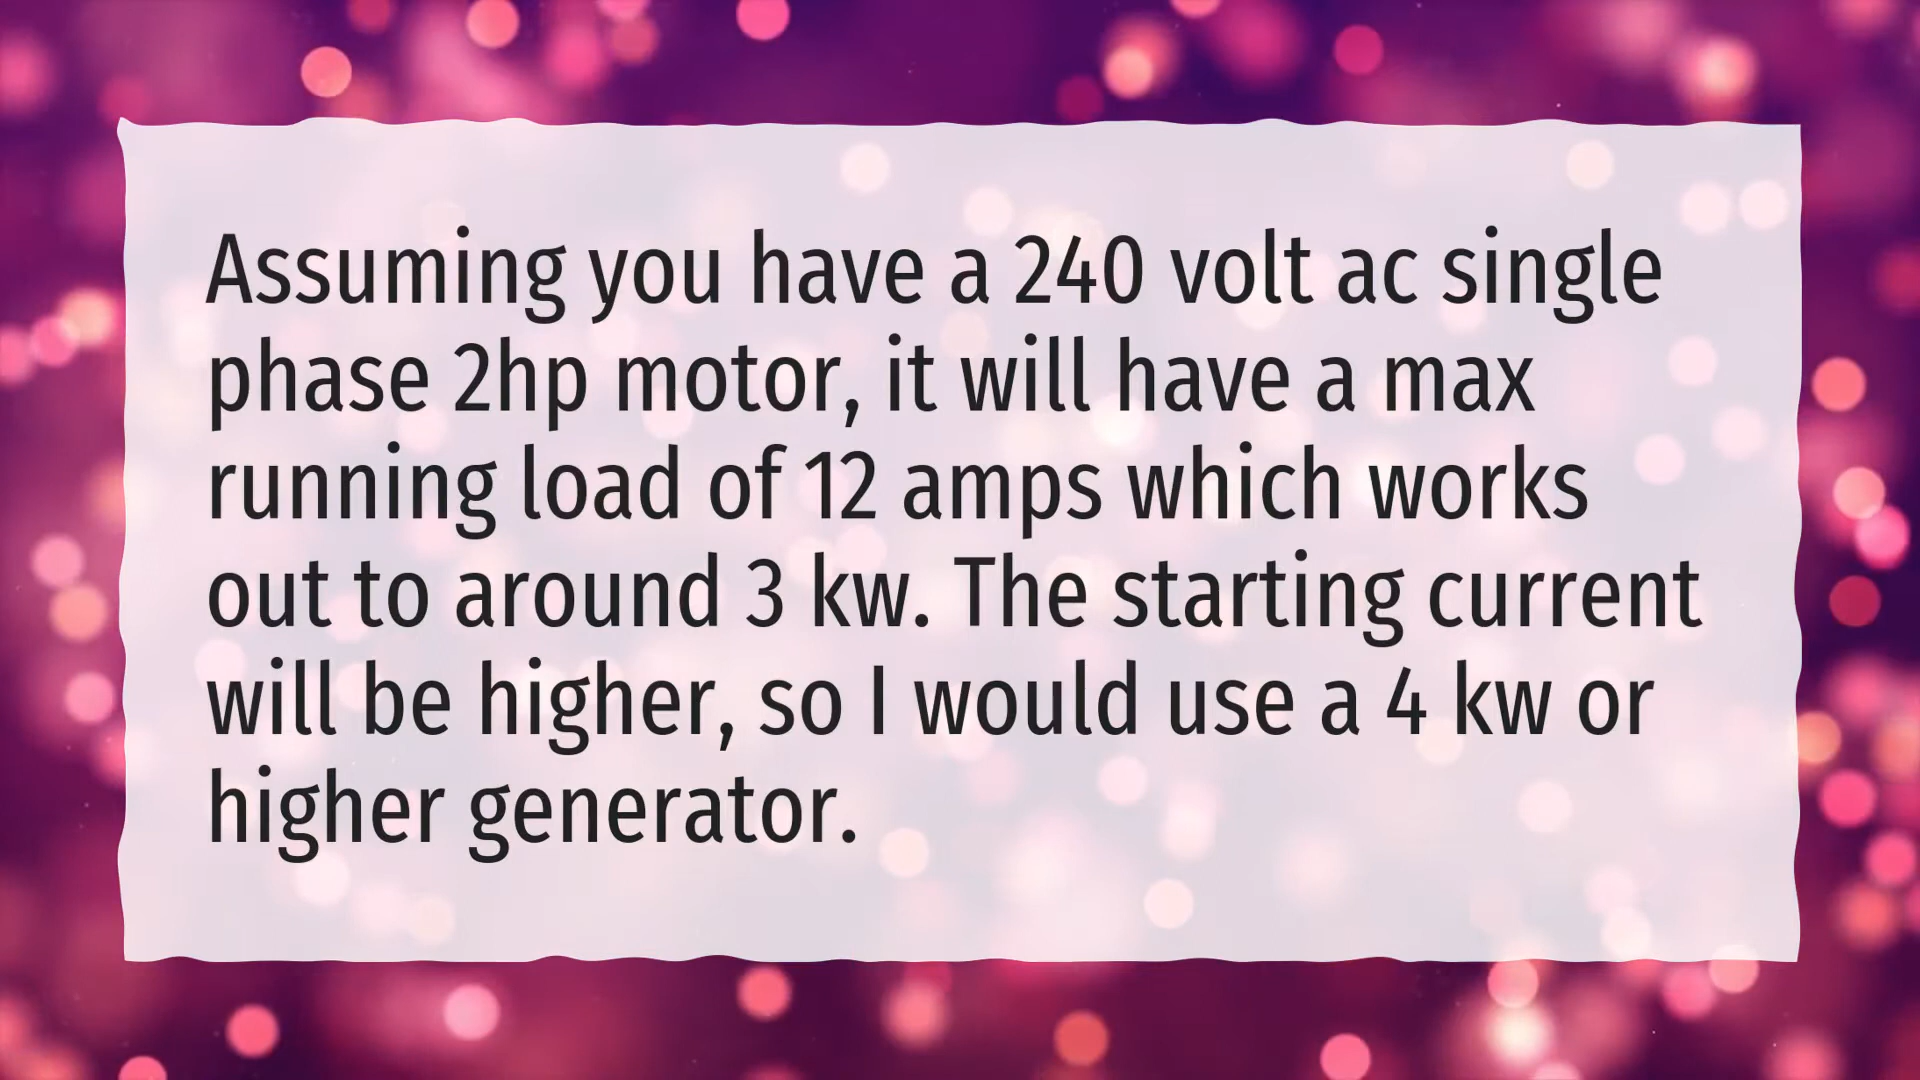 Assuming you have a 240 volt ac single
phase 2hp motor, it will have a max
running load of 12 amps which works
out to around 3 kw. The starting current
will be higher, so I would use a 4 kw or
higher generator.